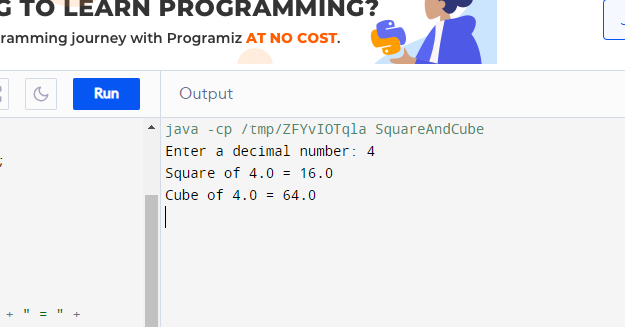 G TO LEARN PROGRAMMING?
ramming journey with Programiz AT NO COST.
Run
Output
java -cp /tmp/ZFYvIOTqla SquareAndCube
Enter a decimal number: 4
;
Square of 4.0 = 16.0
Cube of 4.0 = 64.0
+ " = " +